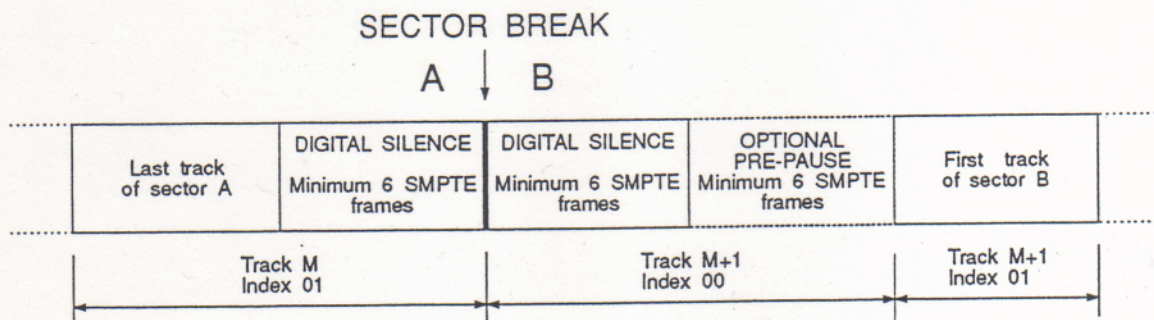 SECTOR BREAK
A B
Last track
of sector A
DIGITAL SILENCE
Minimum 6 SMPTE
frames
DIGITAL SILENCE
Minimum 6 SMPTE
frames
OPTIONAL
PRE-PAUSE
Minimum 6 SMPTE
frames
First track
of sector B
Track M
Index 01
Track M+1
Index 00
Track M+1
Index 01